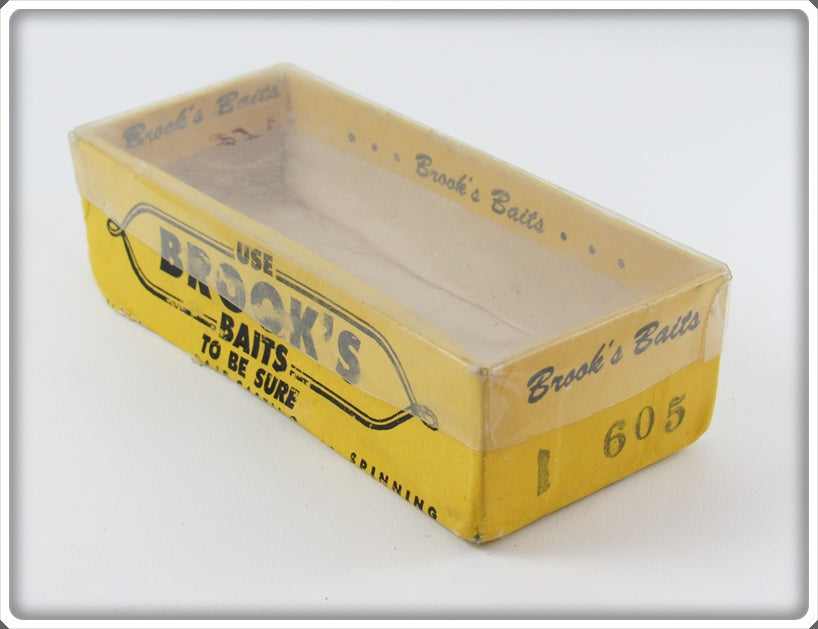 Brook's Baits
. . . Brook's Baits . . .
USE
BROOK'S
BAITS
TO BE SURE
SPINNING
Brook's Baits
1 605